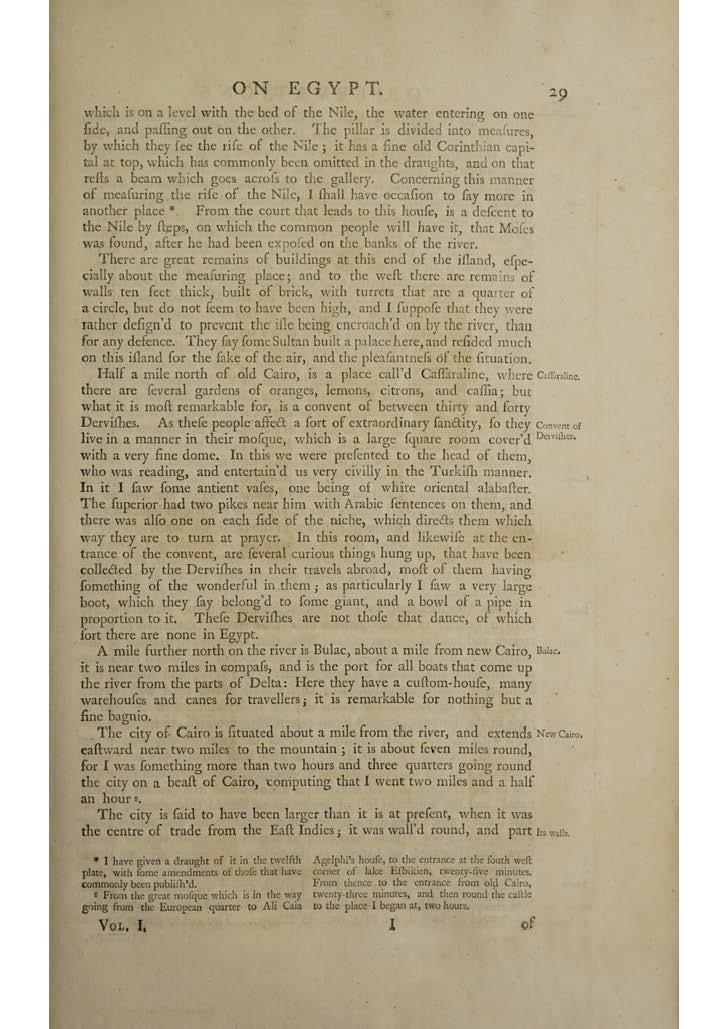 ON EGYPT. 29
which is on a level with the bed of the Nile, the water entering on one
ſide, and paſſing out on the other. The pillar is divided into meaſures,
by which they ſee the riſe of the Nile; it has a fine old Corinthian capi-
tal at top, which has commonly been omitted in the draughts, and on that
reſts a beam which goes acroſs to the gallery. Concerning this manner
of meaſuring the riſe of the Nile, I ſhall have occaſion to ſay more in
another place *. From the court that leads to this houſe, is a deſcent to
the Nile by ſteps, on which the common people will have it, that Moſes
was found, after he had been expoſed on the banks of the river.
There are great remains of buildings at this end of the iſland, eſpe-
cially about the meaſuring place; and to the weſt there are remains of
walls ten feet thick, built of brick, with turrets that are a quarter of
a circle, but do not ſeem to have been high, and I ſuppoſe that they were
rather deſign'd to prevent the iſle being encroach'd on by the river, than
for any defence. They ſay ſome Sultan built a palace here, and reſided much
on this iſland for the ſake of the air, and the pleaſantneſs of the ſituation.
Half a mile north of old Cairo, is a place call'd Caſſaraline, where Caſſaraline.
there are ſeveral gardens of oranges, lemons, citrons, and caſſia; but
what it is moſt remarkable for, is a convent of between thirty and forty
Derviſhes. As theſe people affect a ſort of extraordinary ſanctity, ſo they Convent of
live in a manner in their moſque, which is a large ſquare room cover'd Derviſhes.
with a very fine dome. In this we were preſented to the head of them,
who was reading, and entertain'd us very civilly in the Turkiſh manner.
In it I ſaw ſome antient vaſes, one being of white oriental alabaſter.
The ſuperior had two pikes near him with Arabic ſentences on them, and
there was alſo one on each ſide of the niche, which directs them which
way they are to turn at prayer. In this room, and likewiſe at the en-
trance of the convent, are ſeveral curious things hung up, that have been
collected by the Derviſhes in their travels abroad, moſt of them having
ſomething of the wonderful in them; as particularly I ſaw a very large
boot, which they ſay belong'd to ſome giant, and a bowl of a pipe in
proportion to it. Theſe Derviſhes are not thoſe that dance, of which
ſort there are none in Egypt.
A mile further north on the river is Bulac, about a mile from new Cairo, Bulac.
it is near two miles in compaſs, and is the port for all boats that come up
the river from the parts of Delta: Here they have a cuſtom-houſe, many
warehouſes and canes for travellers; it is remarkable for nothing but a
fine bagnio.
The city of Cairo is ſituated about a mile from the river, and extends New Cairo.
eaſtward near two miles to the mountain; it is about ſeven miles round,
for I was ſomething more than two hours and three quarters going round
the city on a beaſt of Cairo, computing that I went two miles and a half
an hour g.
The city is ſaid to have been larger than it is at preſent, when it was
the centre of trade from the Eaſt Indies; it was wall'd round, and part Its walls.
* I have given a draught of it in the twelfth
plate, with ſome amendments of thoſe that have
commonly been publiſh'd.
g From the great moſque which is in the way
going from the European quarter to Ali Caia
Agelphi's houſe, to the entrance at the ſouth weſt
corner of lake Eſbikien, twenty-five minutes.
From thence to the entrance from old Cairo,
twenty-three minutes, and then round the caſtle
to the place I began at, two hours.
VOL. I. I of